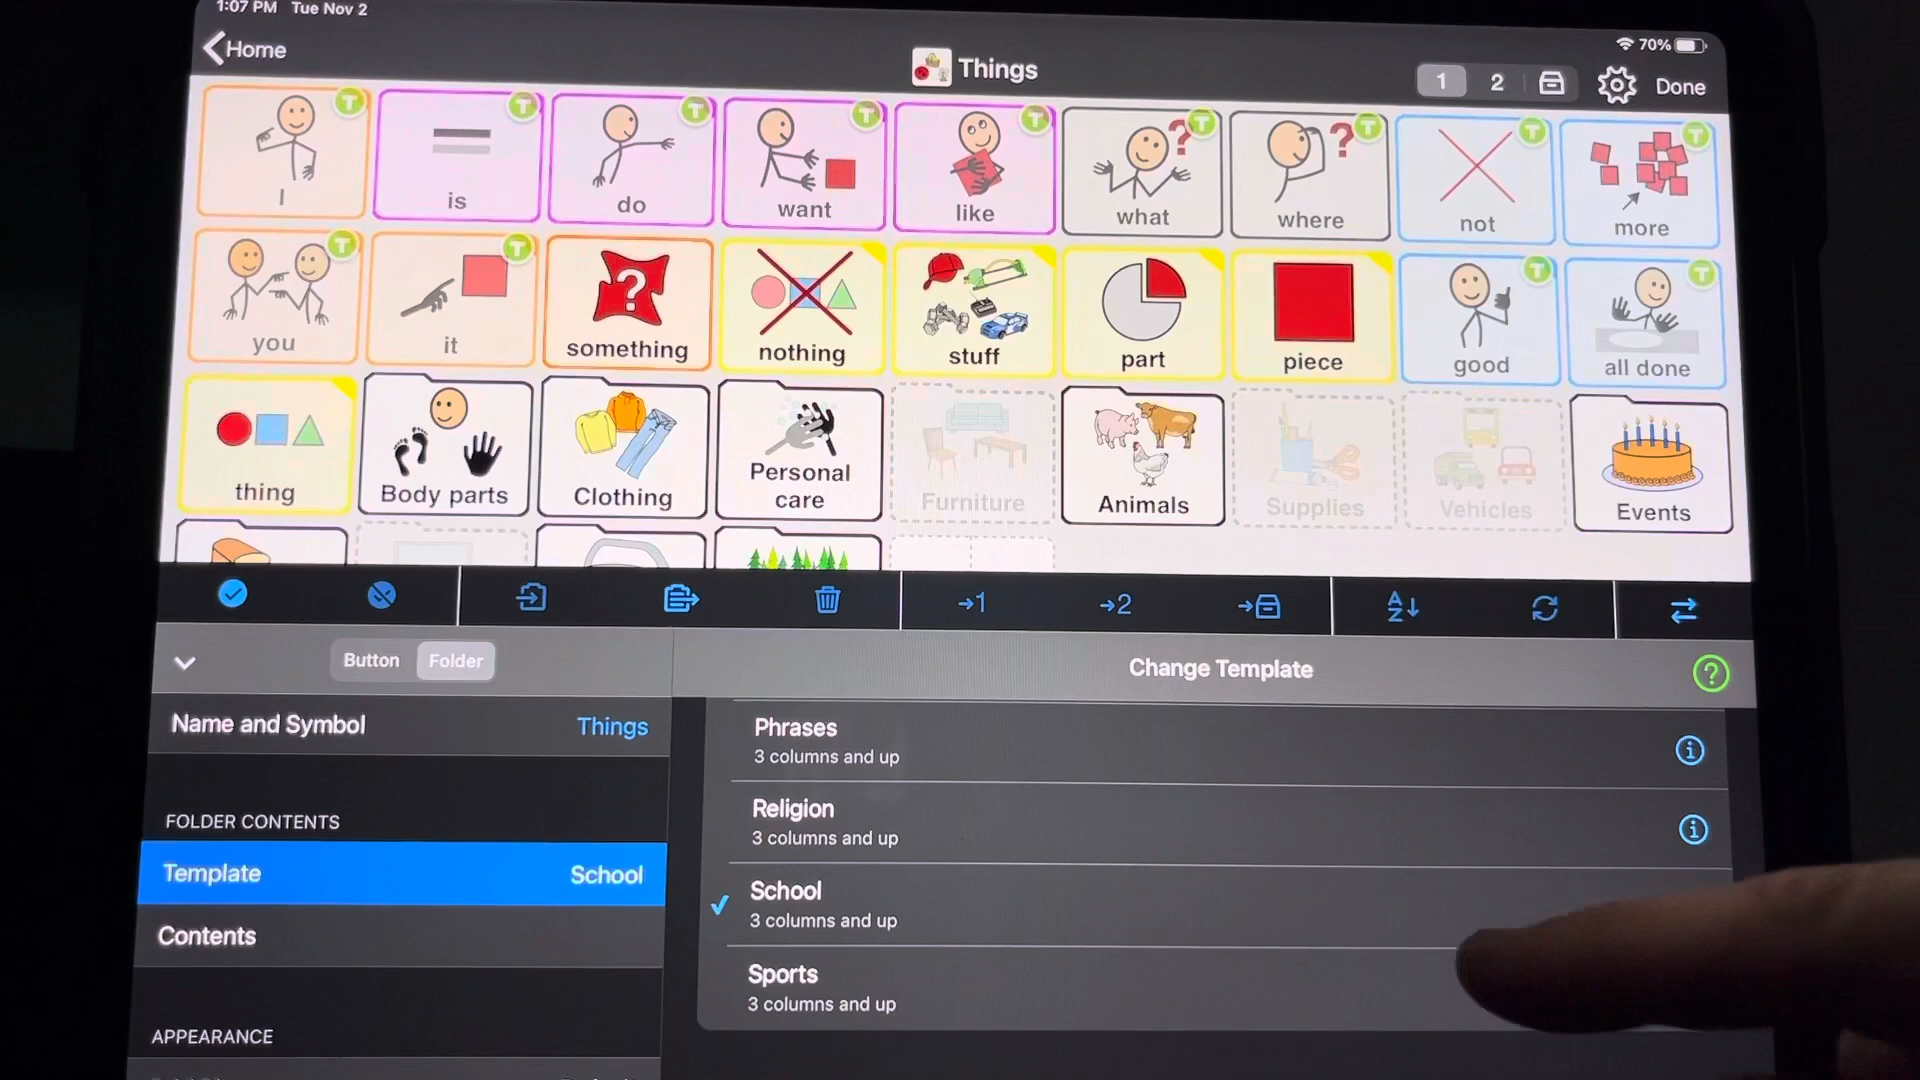 1:07 PM Tue Nov 2
70%
Home
Things
1 2
Done
I
is
do
want
like
what
where
not
more
you
it
something
nothing
stuff
part
piece
good
all done
thing
Body parts
Clothing
Personal
care
Furniture
Animals
Supplies
Vehicles
Events
→1
→2
A
Z
Button Folder
Change Template
?
Name and Symbol Things
FOLDER CONTENTS
Template School
Contents
APPEARANCE
Phrases
3 columns and up
Religion
3 columns and up
School
3 columns and up
Sports
3 columns and up